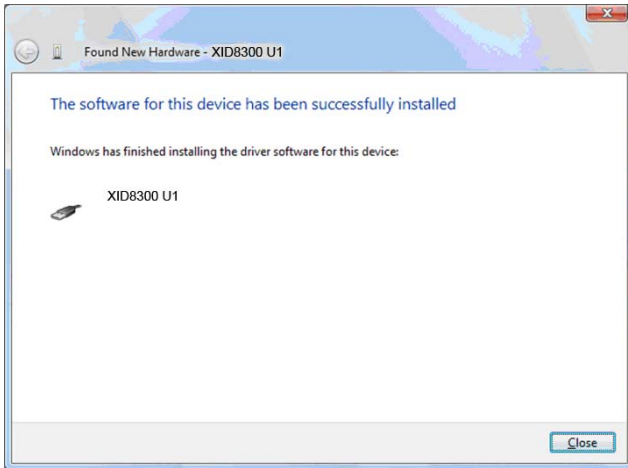 Found New Hardware - XID8300 U1
The software for this device has been successfully installed
Windows has finished installing the driver software for this device:
XID8300 U1
Close